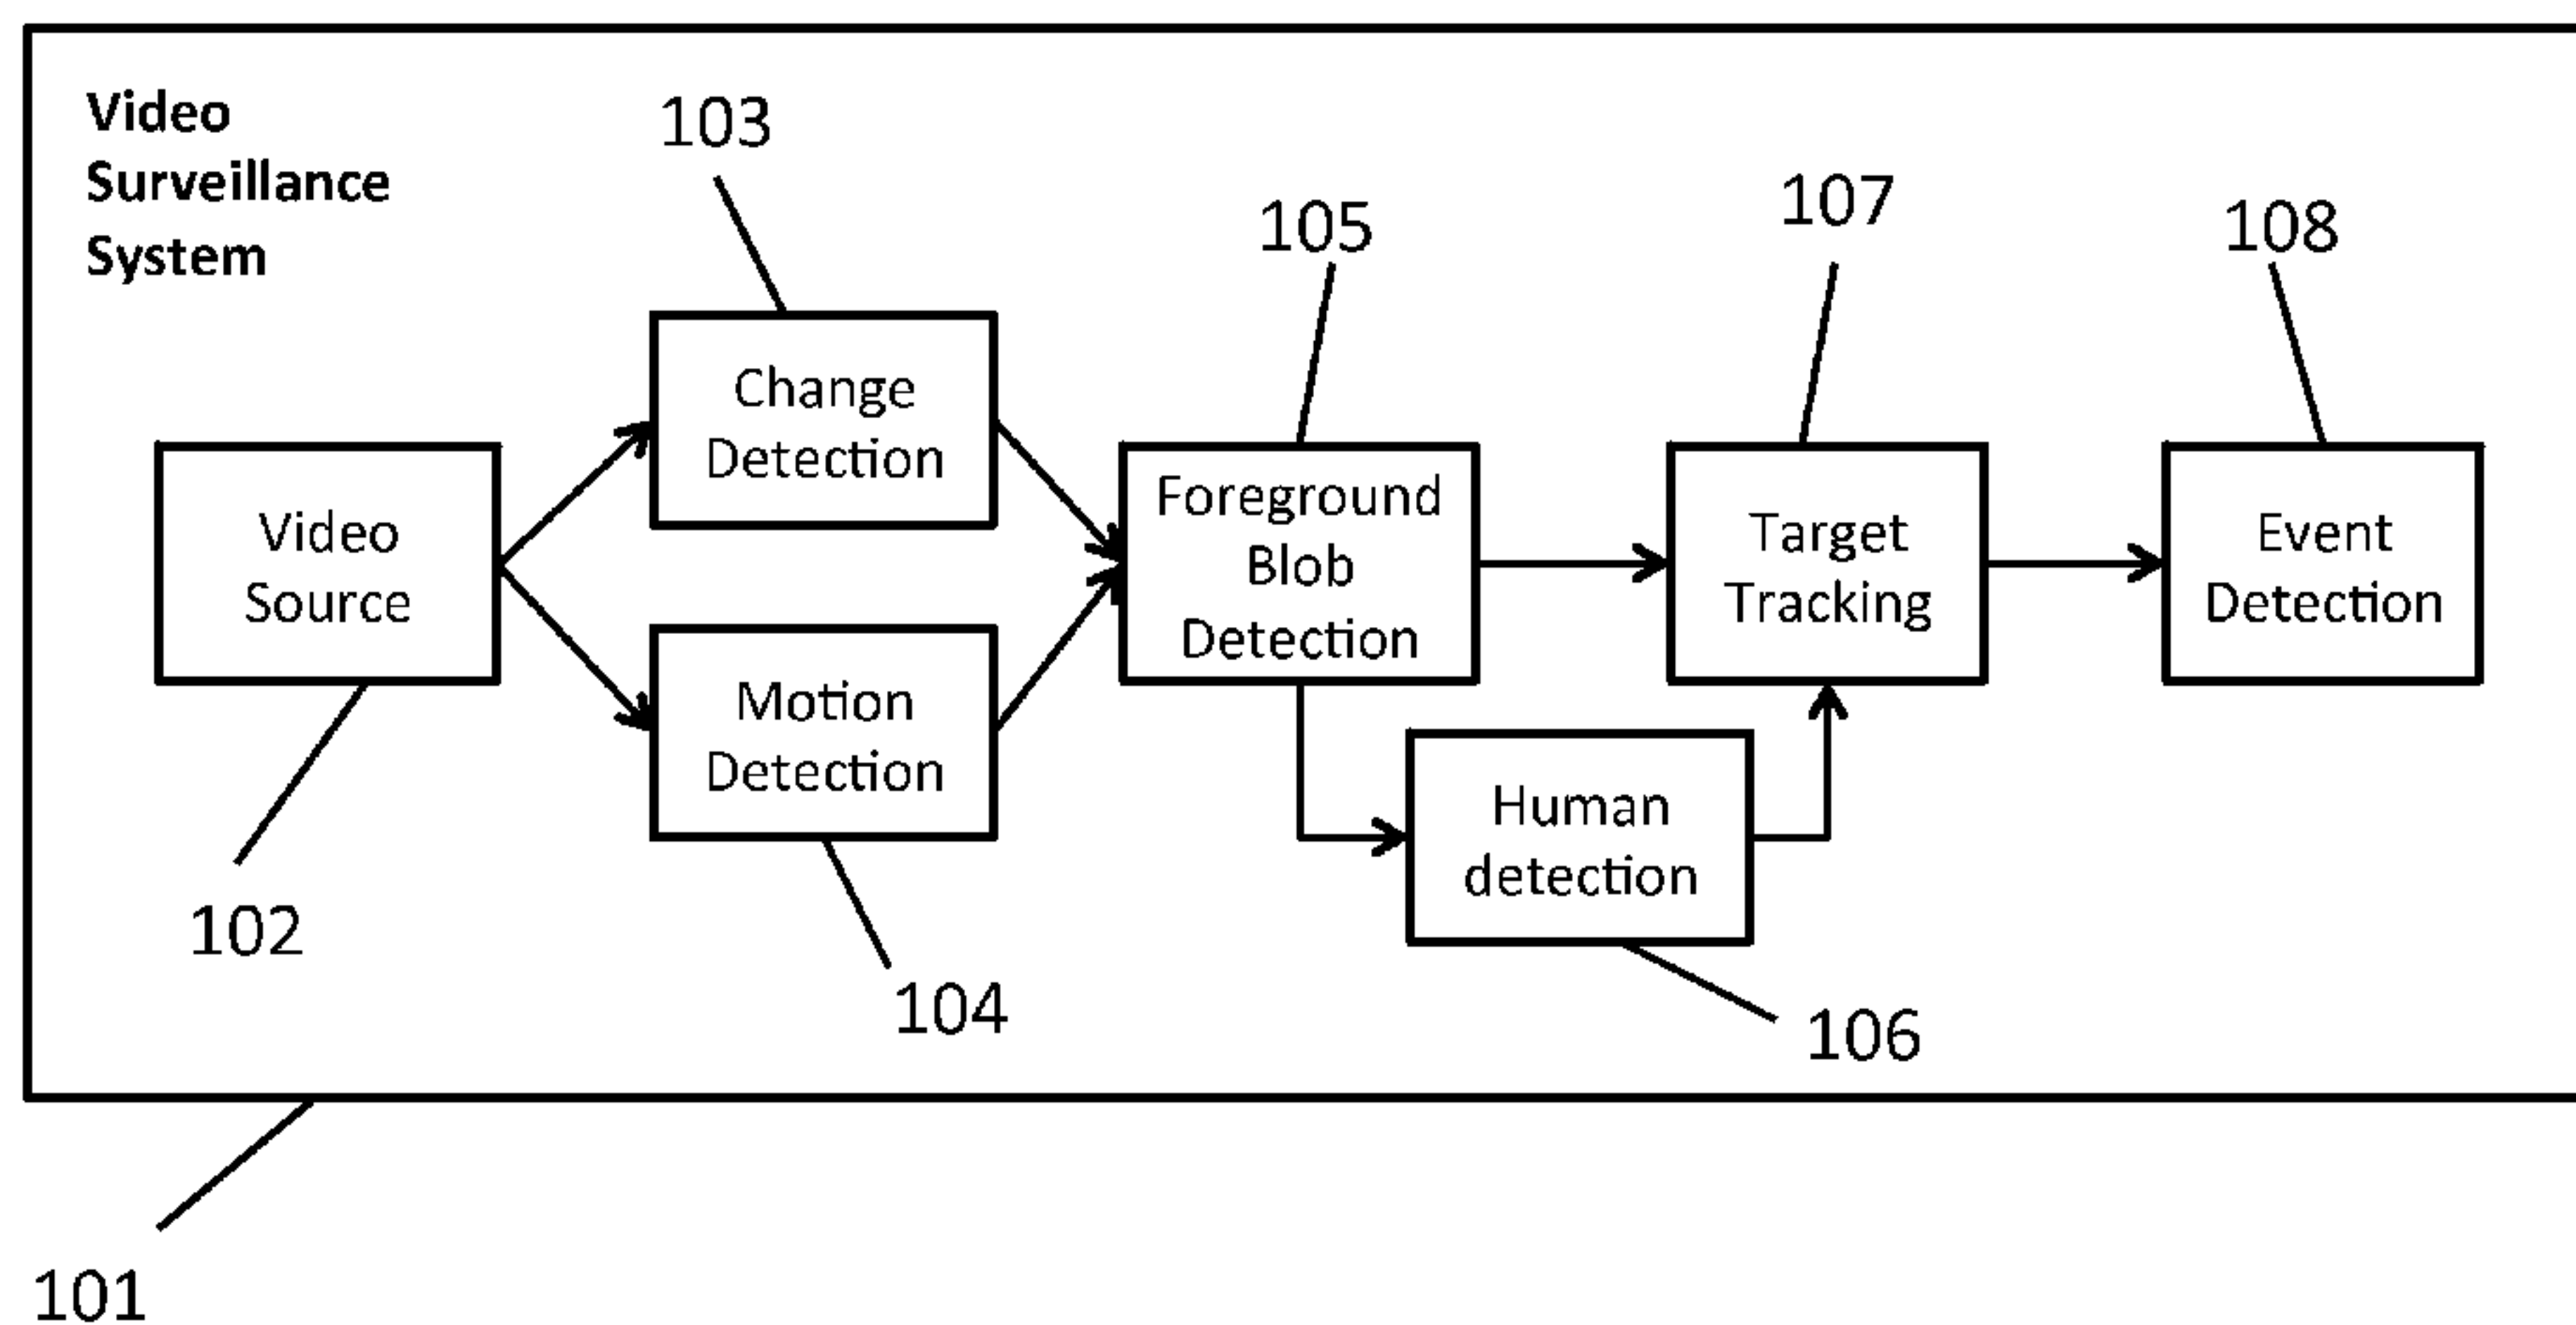 Video
Surveillance
System
103
105
107
108
Change
Detection
Video
Source
Foreground
Blob
Detection
Target
Tracking
Event
Detection
Motion
Detection
Human
detection
102
104
106
101